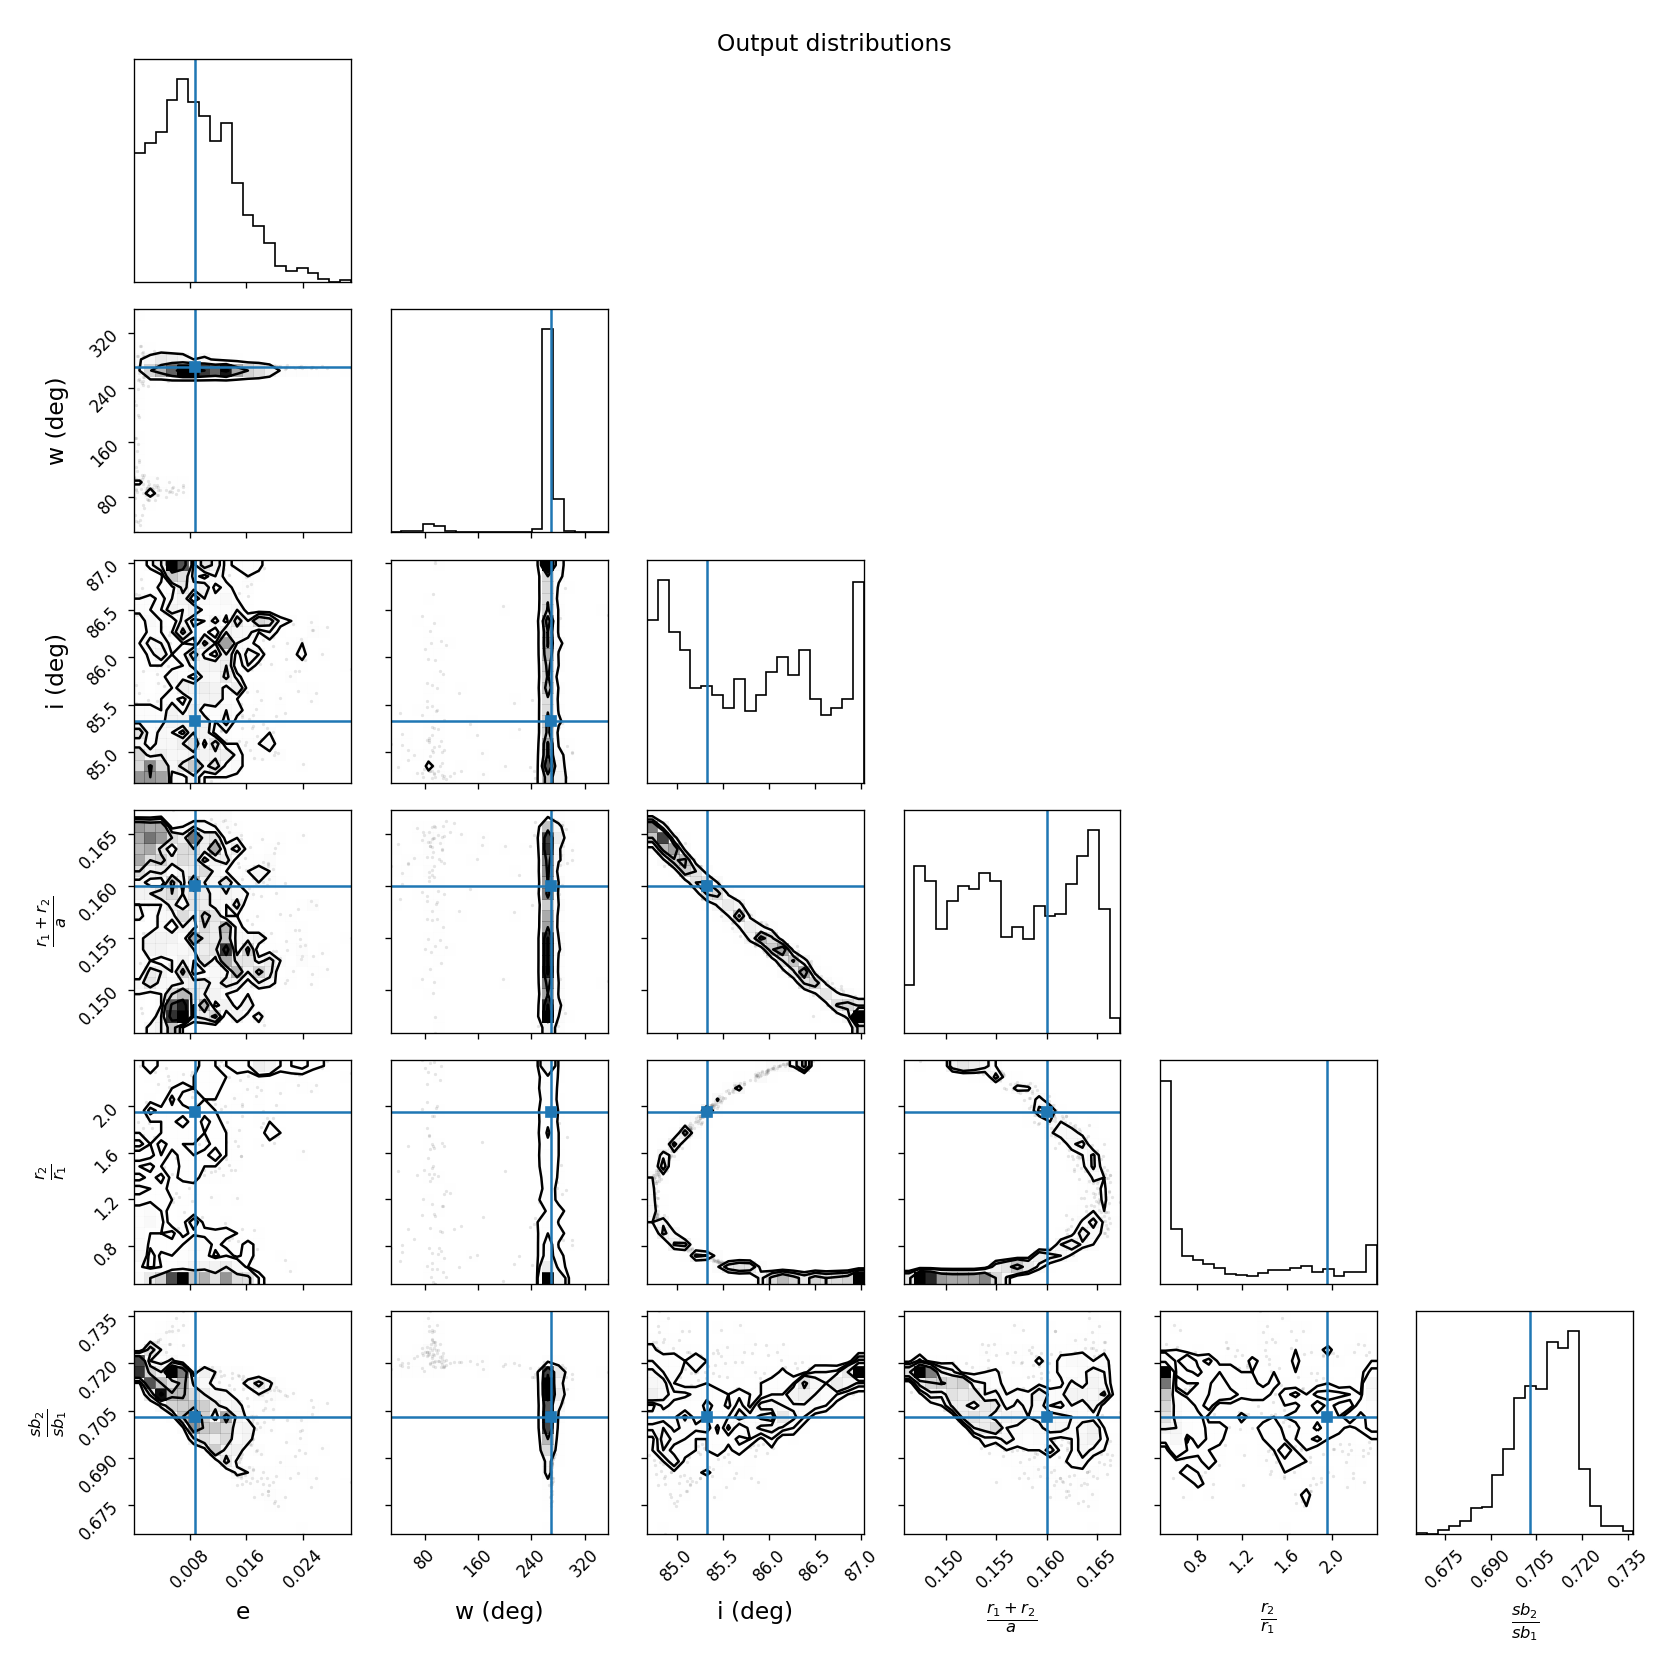 Output distributions
w (deg)
320
240
160
80
i (deg)
87.0
86.5
86.0
85.5
85.0
r₁ + r₂
a
0.165
0.160
0.155
0.150
r₂
r₁
2.0
1.6
1.2
0.8
sb₂
sb₁
0.735
0.720
0.705
0.690
0.675
0.008 0.016 0.024
80 160 240 320
85.0 85.5 86.0 86.5 87.0
0.150 0.155 0.160 0.165
0.8 1.2 1.6 2.0
0.675 0.690 0.705 0.720 0.735
e
w (deg)
i (deg)
r₁ + r₂
a
r₂
r₁
sb₂
sb₁